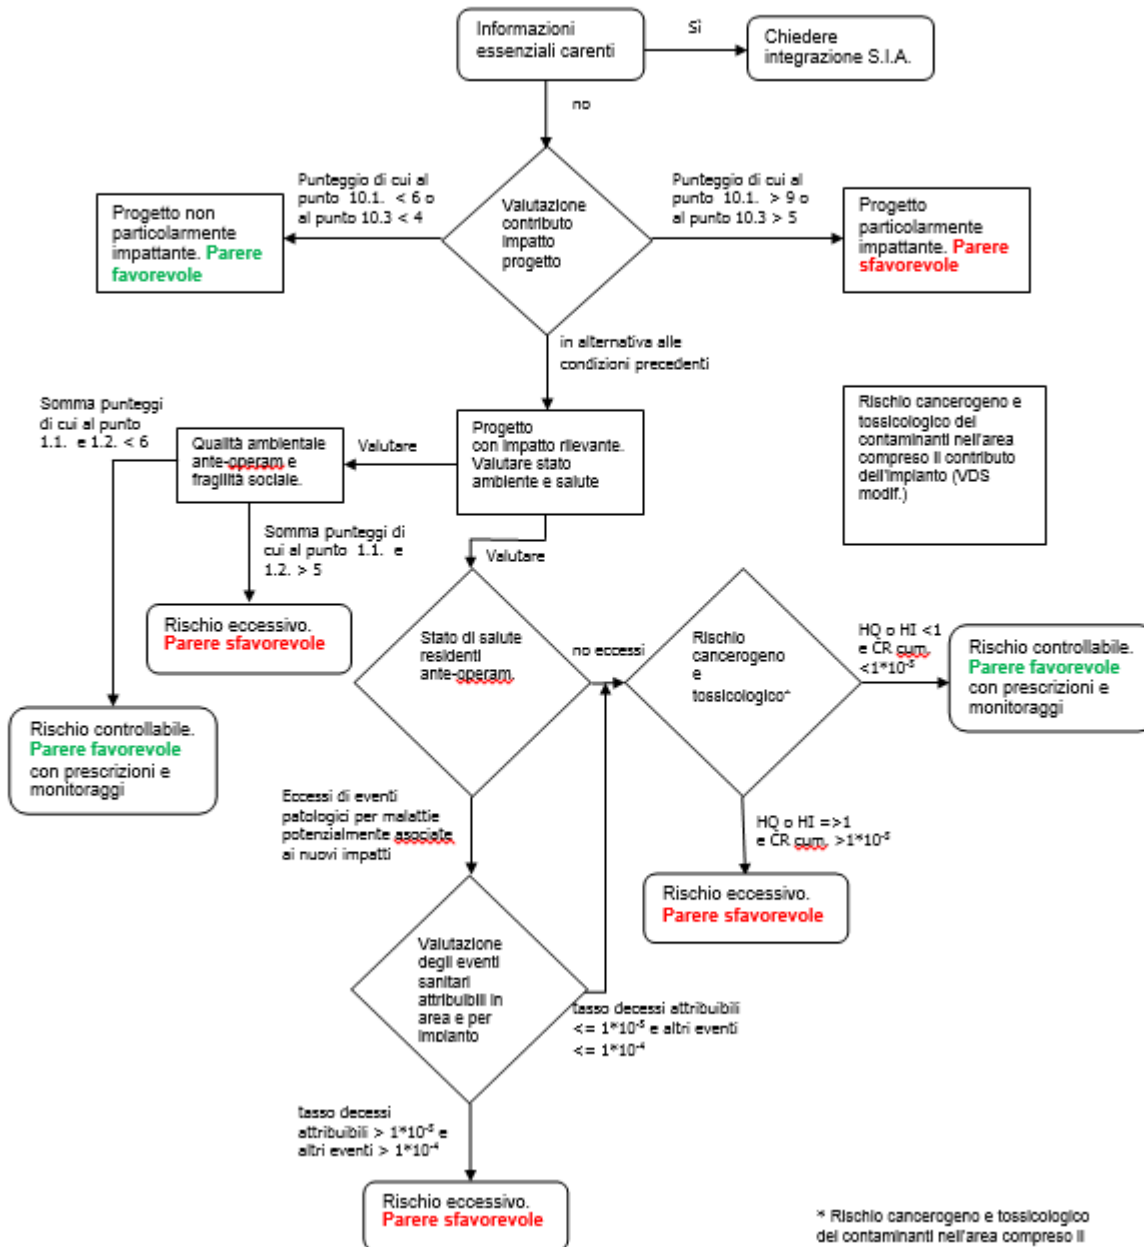 Informazioni
essenziali carenti
Sì
Chiedere
integrazione S.I.A.
no
Punteggio di cui al
punto 10.1. < 6 o
al punto 10.3 < 4
Valutazione
contributo
impatto
progetto
Punteggio di cui al
punto 10.1. > 9 o
al punto 10.3 > 5
Progetto non
particolarmente
impattante. Parere
favorevole
Progetto
particolarmente
impattante. Parere
sfavorevole
in alternativa alle
condizioni precedenti
Somma punteggi
di cui al punto
1.1. e 1.2. < 6
Qualità ambientale
ante-operam e
fragilità sociale.
Valutare
Progetto
con impatto rilevante.
Valutare stato
ambiente e salute
Rischio cancerogeno e
tossicologico dei
contaminanti nell'area
compreso il contributo
dell'impianto (VDS
modif.)
Somma punteggi di
cui al punto 1.1. e
1.2. > 5
Valutare
Rischio eccessivo.
Parere sfavorevole
Stato di salute
residenti
ante-operam.
no eccessi
Rischio
cancerogeno
e
tossicologico*
HQ o HI <1
e CR cum.
<1*10⁻⁵
Rischio controllabile.
Parere favorevole
con prescrizioni e
monitoraggi
Rischio controllabile.
Parere favorevole
con prescrizioni e
monitoraggi
Eccessi di eventi
patologici per malattie
potenzialmente asociate
ai nuovi impatti
HQ o HI =>1
e CR cum. >1*10⁻⁵
Rischio eccessivo.
Parere sfavorevole
Valutazione
degli eventi
sanitari
attribuibili in
area e per
impianto
tasso decessi attribuibili
<= 1*10⁻⁵ e altri eventi
<= 1*10⁻⁴
tasso decessi
attribuibili > 1*10⁻⁵ e
altri eventi > 1*10⁻⁴
Rischio eccessivo.
Parere sfavorevole
* Rischio cancerogeno e tossicologico
dei contaminanti nell'area compreso il